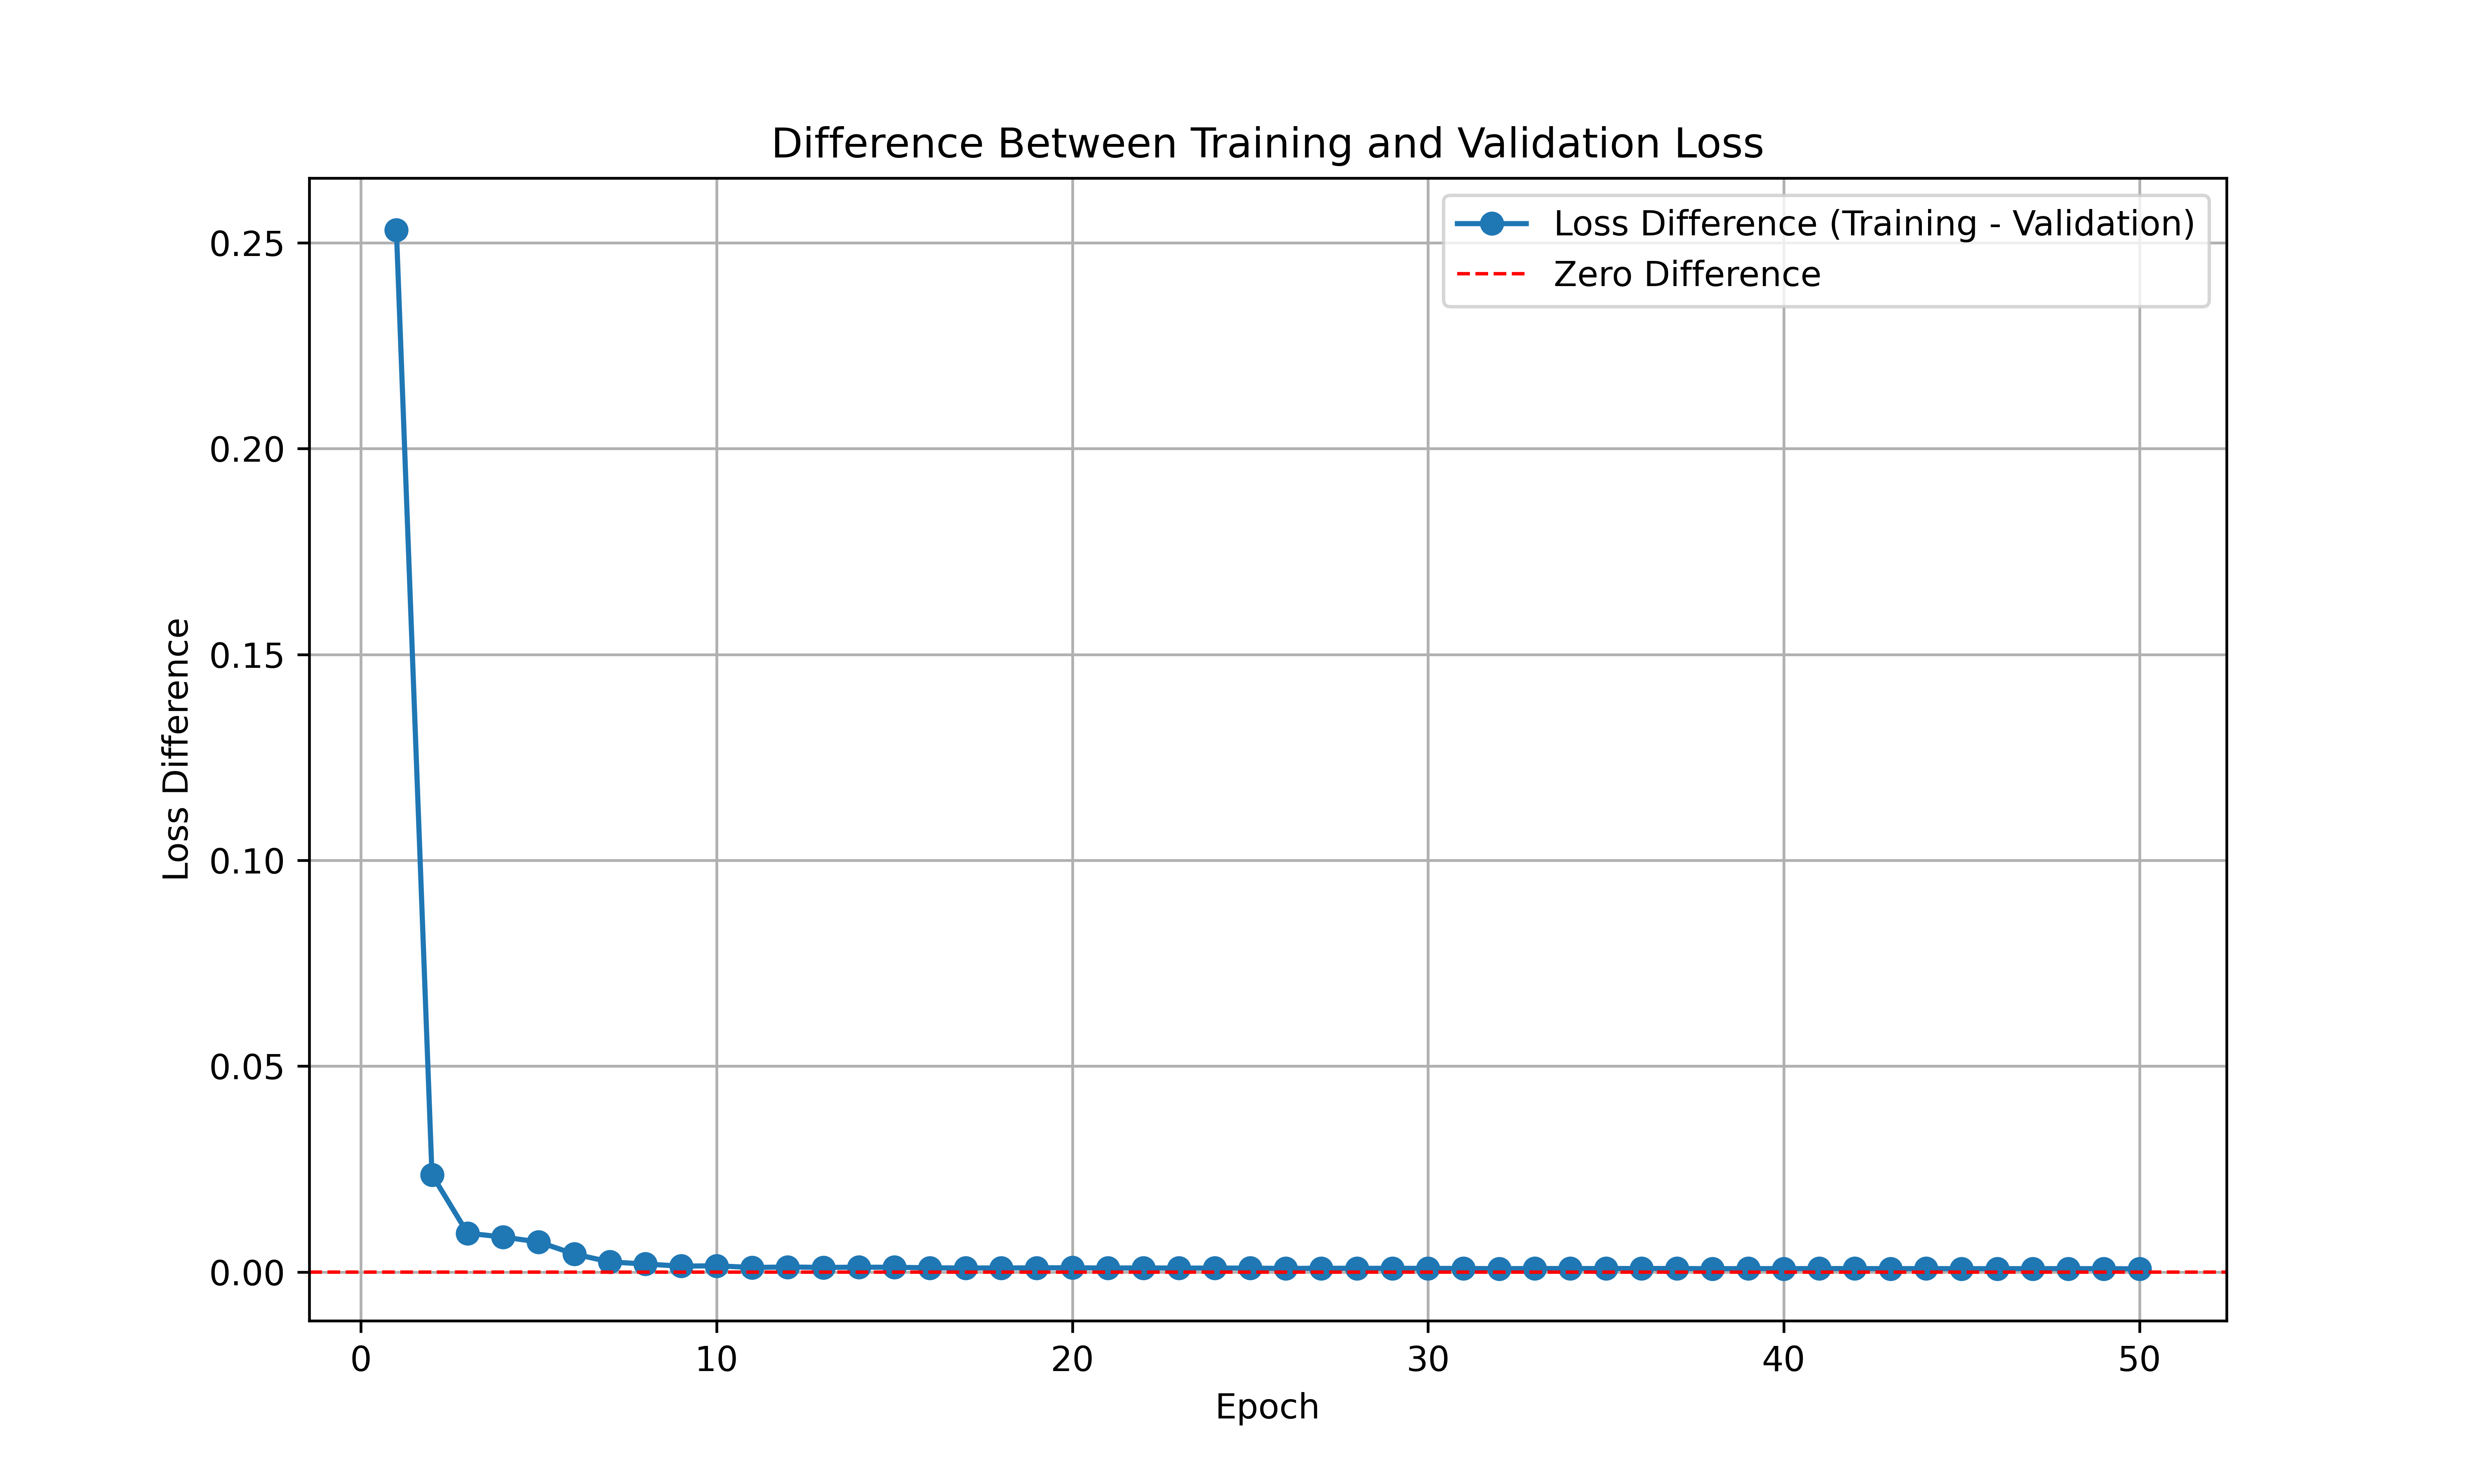 Difference Between Training and Validation Loss
Loss Difference (Training - Validation)
Zero Difference
Loss Difference
0.25
0.20
0.15
0.10
0.05
0.00
0 10 20 30 40 50
Epoch